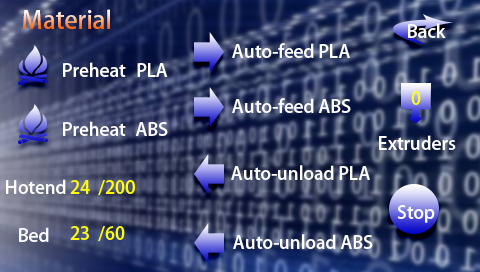 Material
Back
Preheat PLA
Auto-feed PLA
Preheat ABS
Auto-feed ABS
0
Extruders
Hotend 24 /200
Auto-unload PLA
Stop
Bed 23 /60
Auto-unload ABS